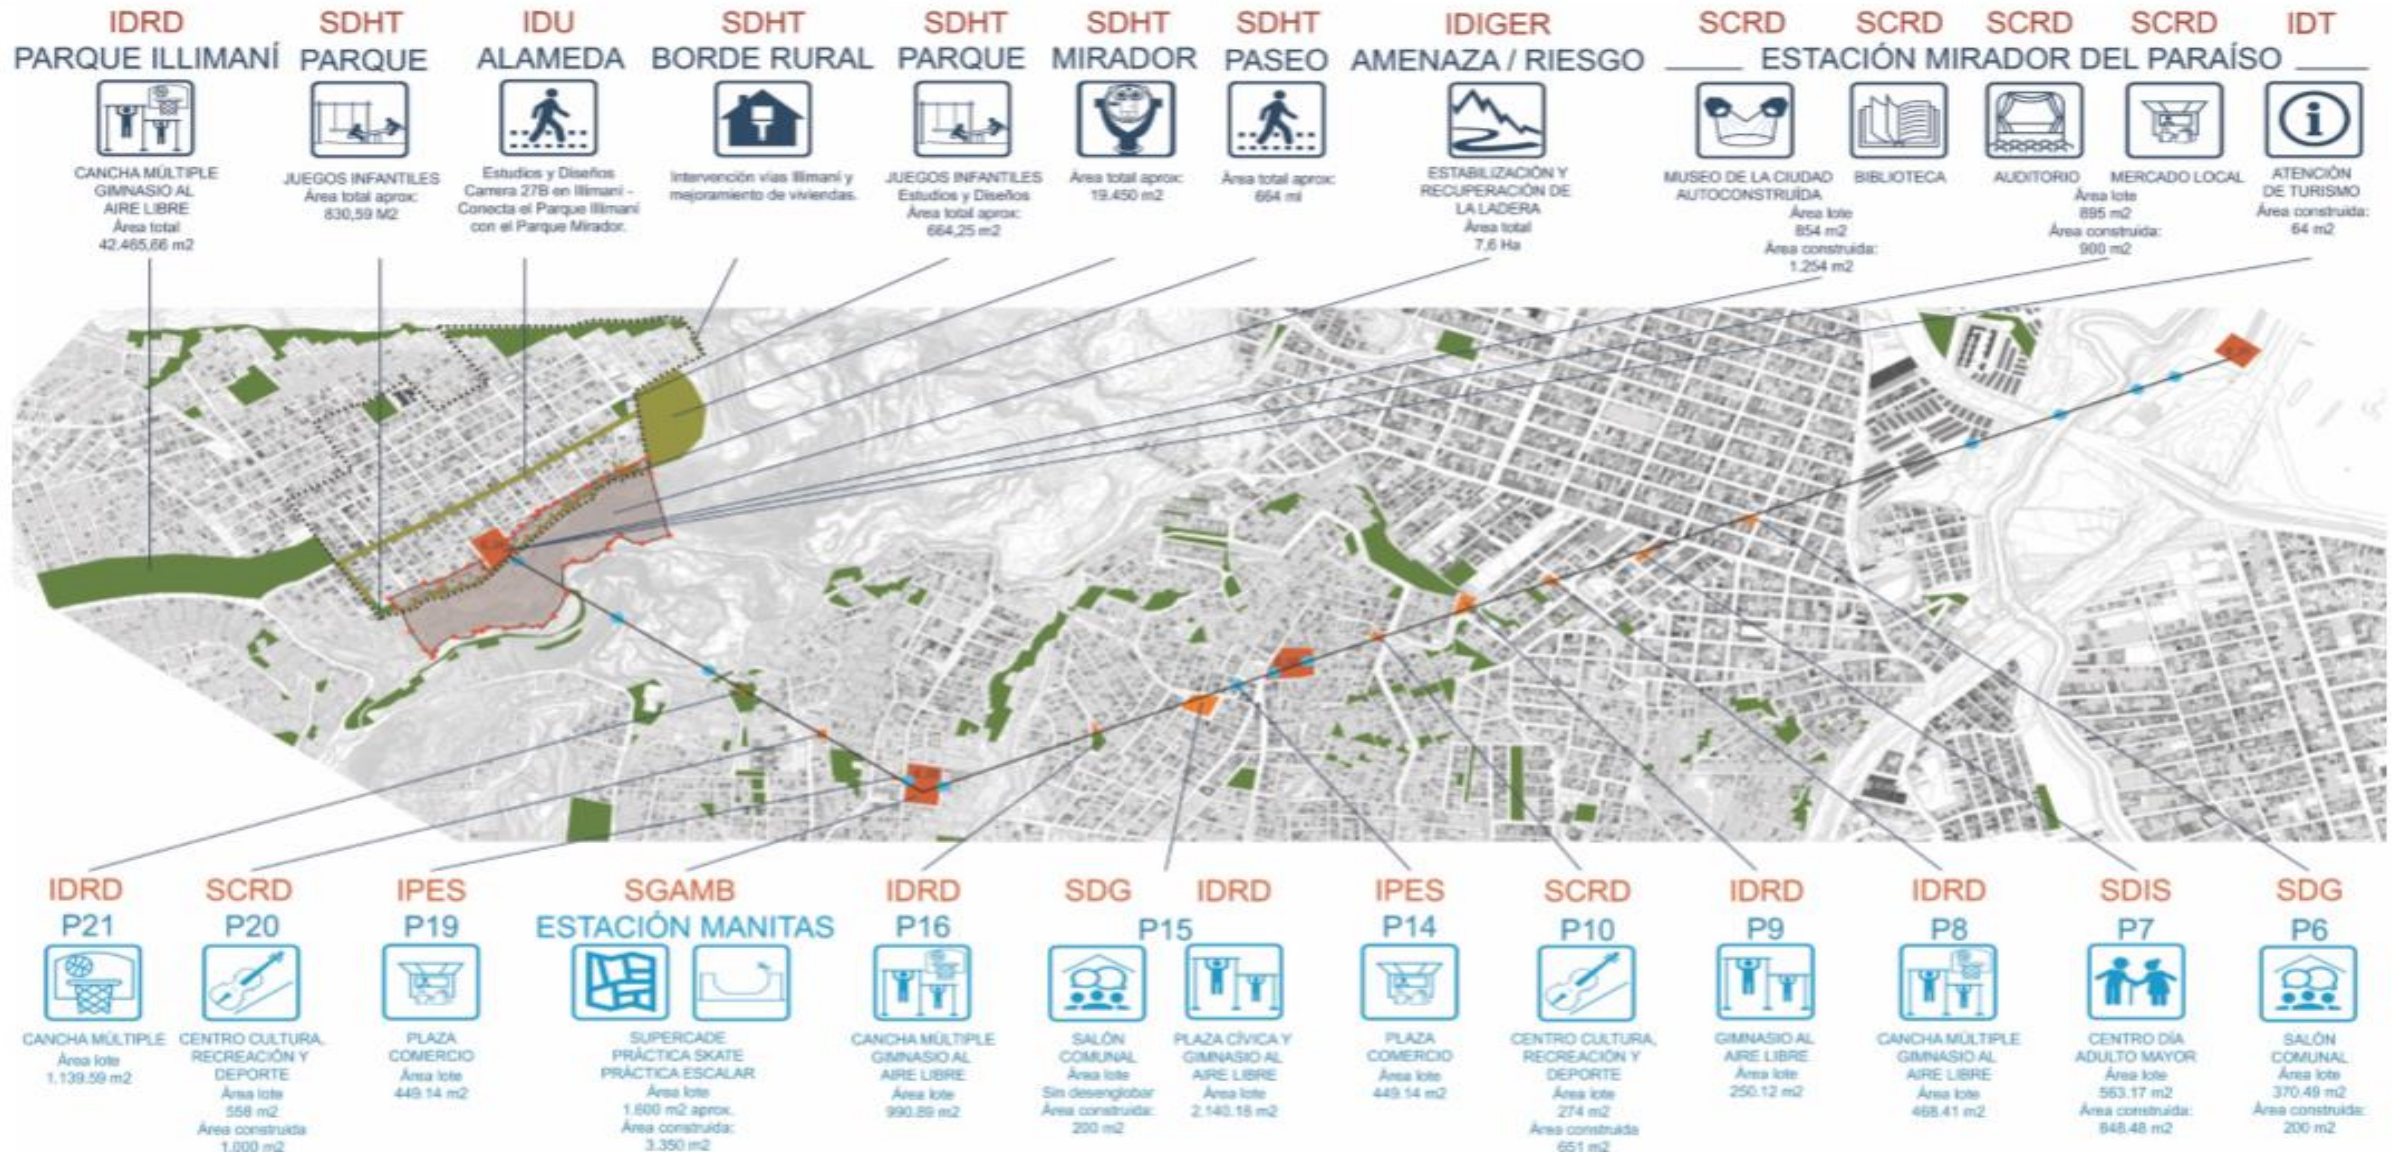 IDRD
PARQUE ILLIMANÍ
CANCHA MÚLTIPLE
GIMNASIO AL
AIRE LIBRE
Área total
42.465,66 m2
SDHT
PARQUE
JUEGOS INFANTILES
Área total aprox:
830,59 M2
IDU
ALAMEDA
Estudios y Diseños
Carrera 27B en Illimani -
Conecta el Parque Illimaní
con el Parque Mirador.
SDHT
BORDE RURAL
Intervención vías Illimaní y
mejoramiento de viviendas.
SDHT
PARQUE
JUEGOS INFANTILES
Estudios y Diseños
Área total aprox:
664,25 m2
SDHT
MIRADOR
Área total aprox:
19.450 m2
SDHT
PASEO
Área total aprox:
664 ml
IDIGER
AMENAZA / RIESGO
ESTABILIZACIÓN Y
RECUPERACIÓN DE
LA LADERA
Área total
7,6 Ha
SCRD SCRD SCRD SCRD IDT
ESTACIÓN MIRADOR DEL PARAÍSO
MUSEO DE LA CIUDAD
AUTOCONSTRUÍDA
BIBLIOTECA
Área lote
854 m2
Área construida:
1.254 m2
AUDITORIO
MERCADO LOCAL
Área lote
895 m2
Área construida:
900 m2
ATENCIÓN
DE TURISMO
Área construida:
64 m2
IDRD
P21
CANCHA MÚLTIPLE
Área lote
1.139.59 m2
SCRD
P20
CENTRO CULTURA,
RECREACIÓN Y
DEPORTE
Área lote
558 m2
Área construida
1.000 m2
IPES
P19
PLAZA
COMERCIO
Área lote
449.14 m2
SGAMB
ESTACIÓN MANITAS
SUPERCADE
PRÁCTICA SKATE
PRÁCTICA ESCALAR
Área lote
1.600 m2 aprox.
Área construida:
3.350 m2
IDRD
P16
CANCHA MÚLTIPLE
GIMNASIO AL
AIRE LIBRE
Área lote
990.89 m2
SDG IDRD
P15
SALÓN
COMUNAL
Área lote
Sin desenglobar
Área construida:
200 m2
PLAZA CÍVICA Y
GIMNASIO AL
AIRE LIBRE
Área lote
2.140.18 m2
IPES
P14
PLAZA
COMERCIO
Área lote
449.14 m2
SCRD
P10
CENTRO CULTURA,
RECREACIÓN Y
DEPORTE
Área lote
274 m2
Área construida
651 m2
IDRD
P9
GIMNASIO AL
AIRE LIBRE
Área lote
250.12 m2
IDRD
P8
CANCHA MÚLTIPLE
GIMNASIO AL
AIRE LIBRE
Área lote
468.41 m2
SDIS
P7
CENTRO DÍA
ADULTO MAYOR
Área lote
563.17 m2
Área construida:
848.48 m2
SDG
P6
SALÓN
COMUNAL
Área lote
370.49 m2
Área construida:
200 m2